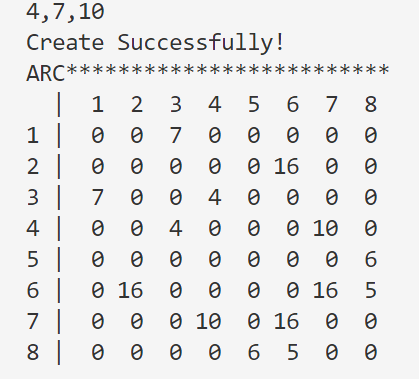 4,7,10
Create Successfully!
ARC*************************
  |  1  2  3  4  5  6  7  8
1 |  0  0  7  0  0  0  0  0
2 |  0  0  0  0  0 16  0  0
3 |  7  0  0  4  0  0  0  0
4 |  0  0  4  0  0  0 10  0
5 |  0  0  0  0  0  0  0  6
6 |  0 16  0  0  0  0 16  5
7 |  0  0  0 10  0 16  0  0
8 |  0  0  0  0  6  5  0  0